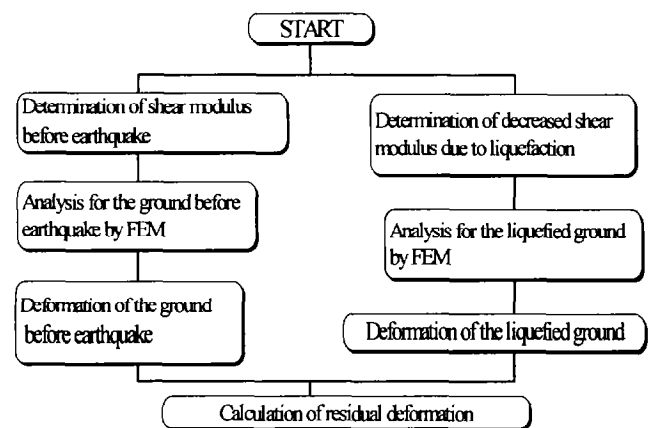 START
Determination of shear modulus
before earthquake
Analysis for the ground before
earthquake by FEM
Deformation of the ground
before earthquake
Determination of decreased shear
modulus due to liquefaction
Analysis for the liquefied ground
by FEM
Deformation of the liquefied ground
Calculation of residual deformation